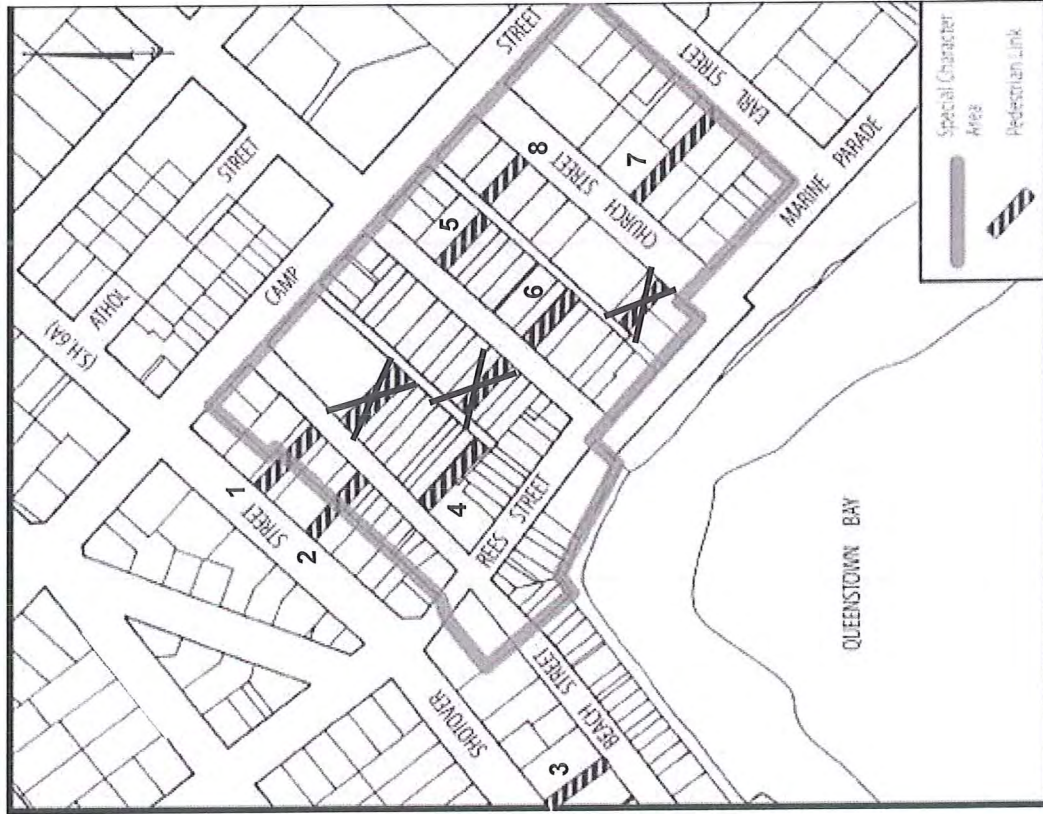 (S.H.6A)
ATHOL
STREET
CAMP
STREET
STREET
1
2
STREET
CHURCH
STREET
EARL
5
8
6
7
4
MARINE PARADE
REES STREET
SHOTOVER
BEACH
STREET
3
QUEENSTOWN BAY
Special Character
Area
Pedestrian Link